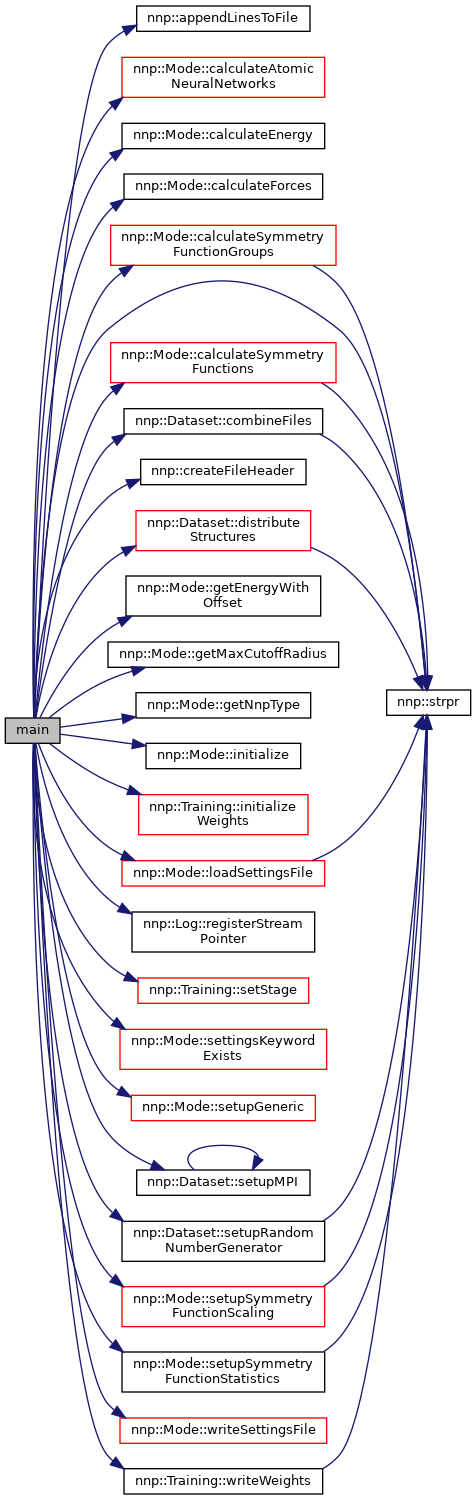 nnp::appendLinesToFile
nnp::Mode::calculateAtomic
NeuralNetworks
nnp::Mode::calculateEnergy
nnp::Mode::calculateForces
nnp::Mode::calculateSymmetry
FunctionGroups
nnp::Mode::calculateSymmetry
Functions
nnp::Dataset::combineFiles
nnp::createFileHeader
nnp::Dataset::distribute
Structures
nnp::Mode::getEnergyWith
Offset
nnp::Mode::getMaxCutoffRadius
nnp::Mode::getNnpType
nnp::strpr
main
nnp::Mode::initialize
nnp::Training::initialize
Weights
nnp::Mode::loadSettingsFile
nnp::Log::registerStream
Pointer
nnp::Training::setStage
nnp::Mode::settingsKeyword
Exists
nnp::Mode::setupGeneric
nnp::Dataset::setupMPI
nnp::Dataset::setupRandom
NumberGenerator
nnp::Mode::setupSymmetry
FunctionScaling
nnp::Mode::setupSymmetry
FunctionStatistics
nnp::Mode::writeSettingsFile
nnp::Training::writeWeights